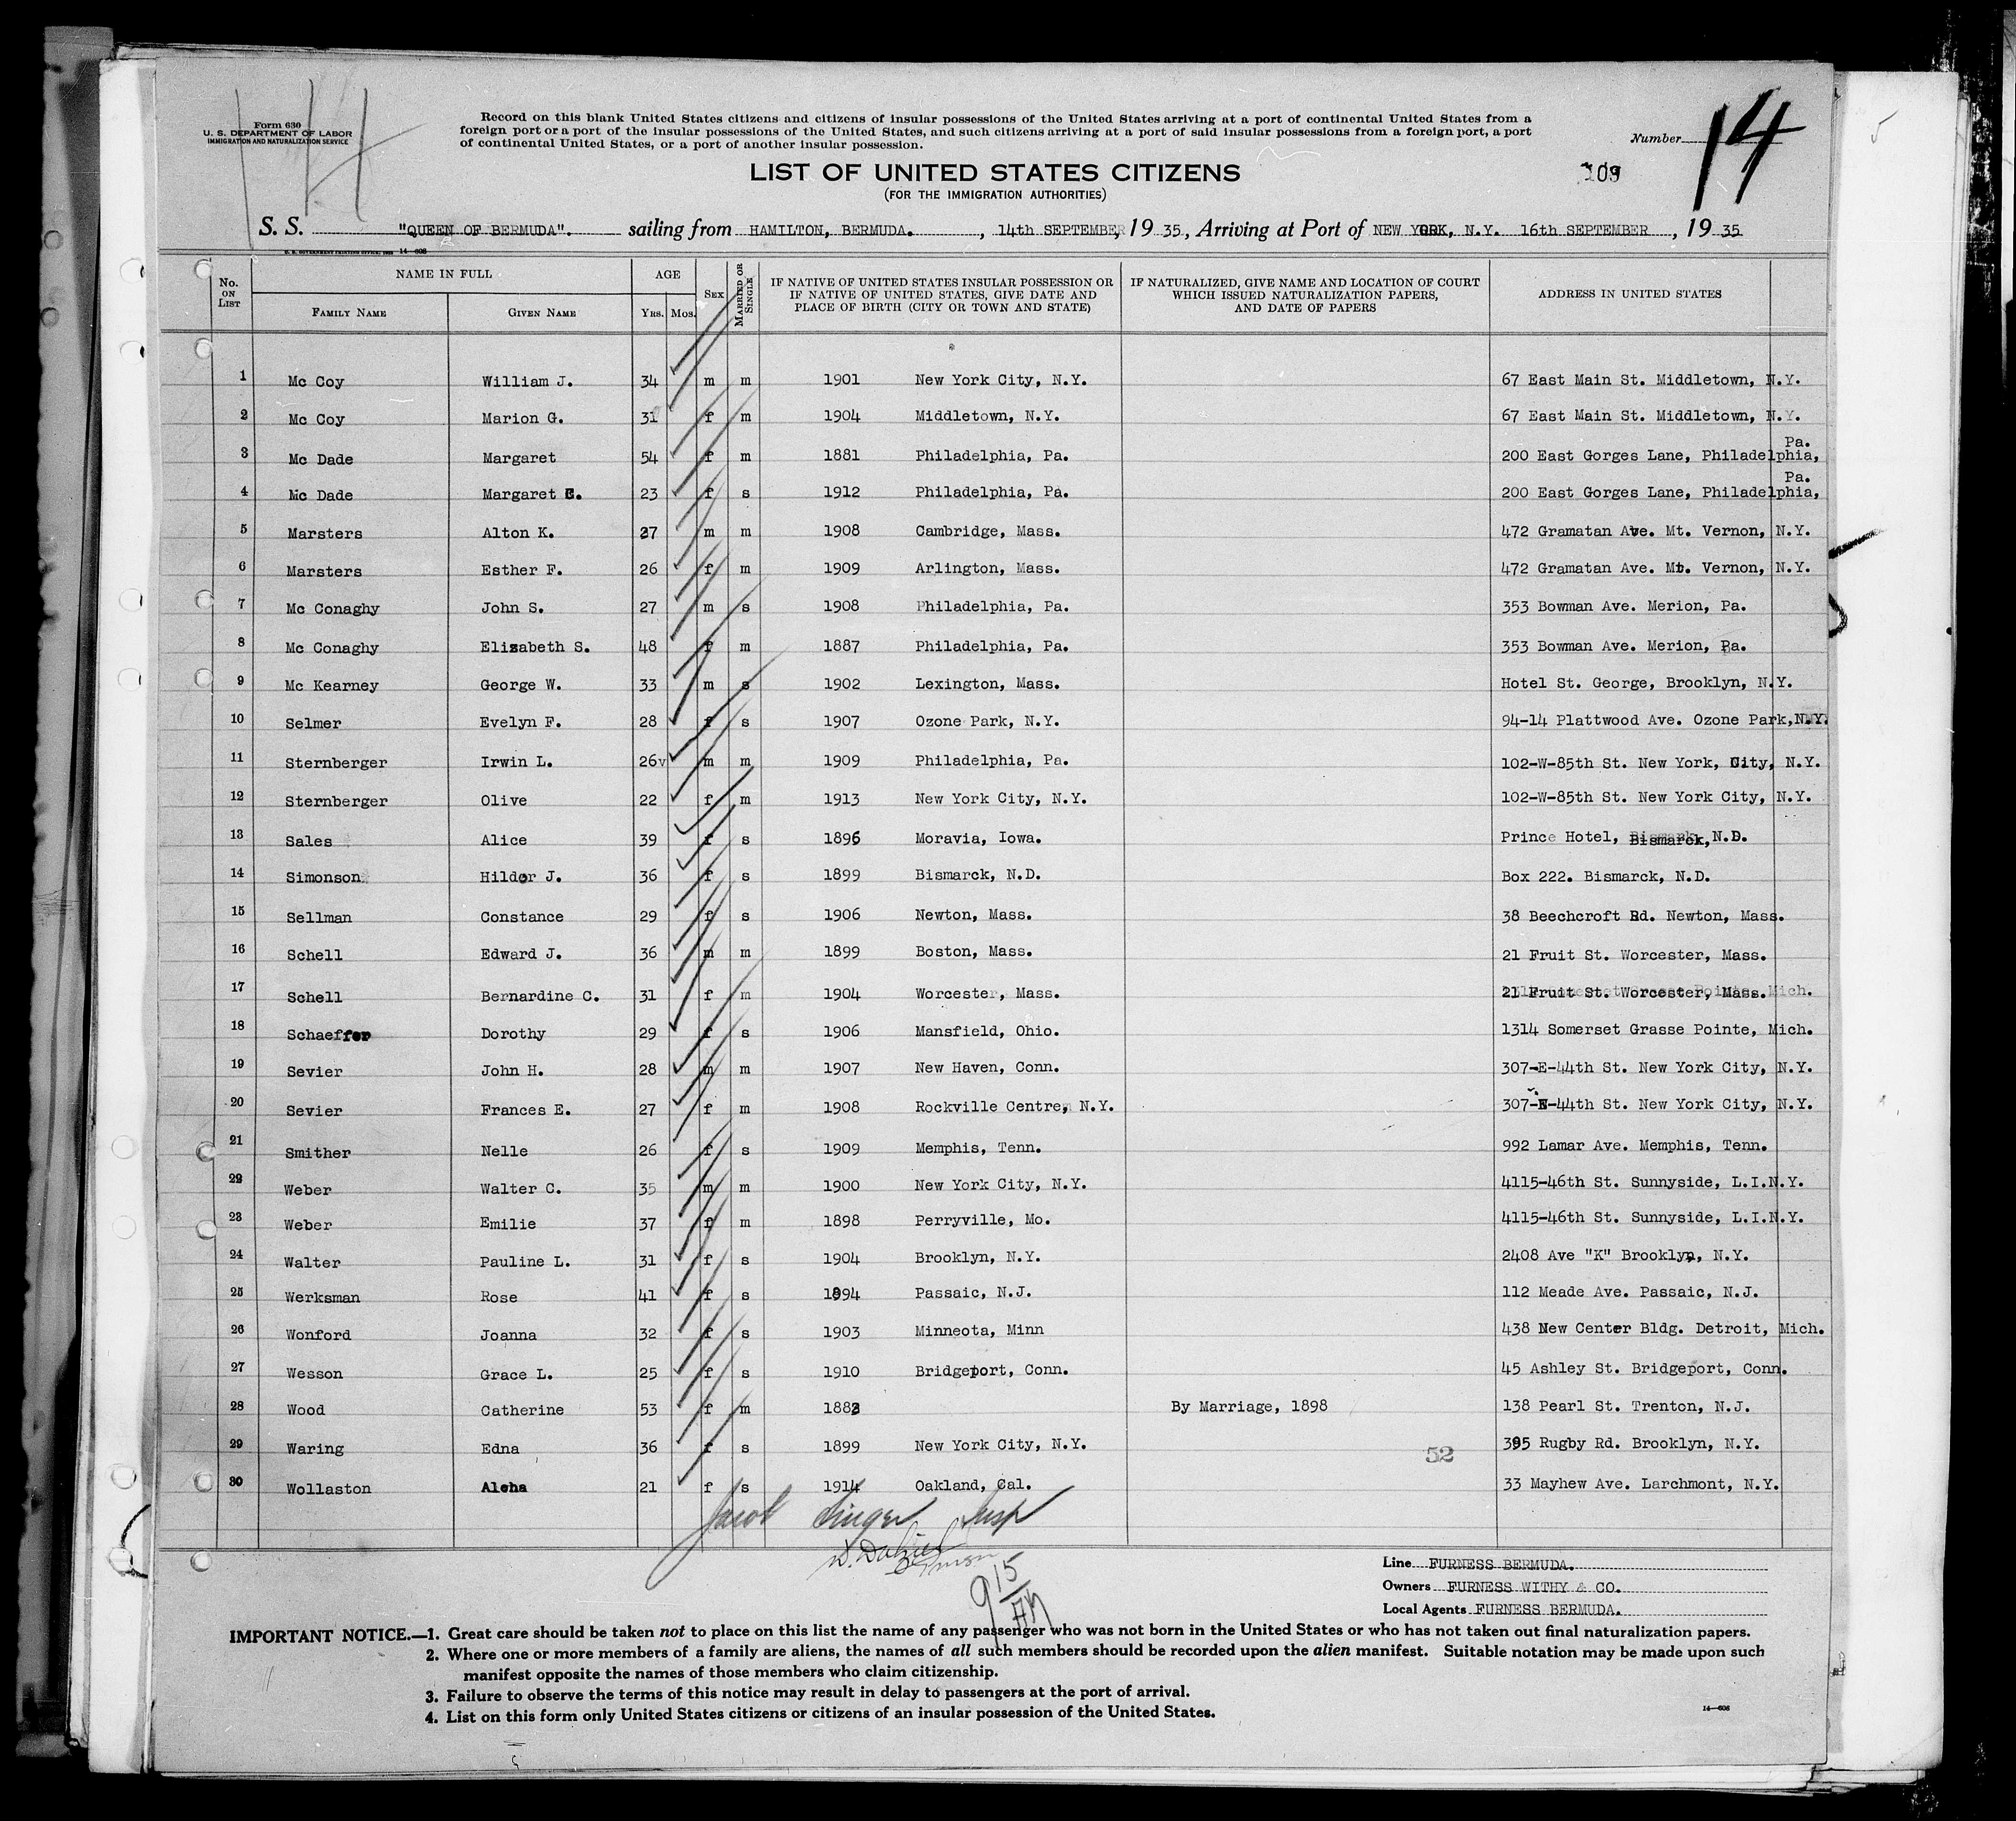 14
Form 630
U. S. DEPARTMENT OF LABOR
IMMIGRATION AND NATURALIZATION SERVICE
Record on this blank United States citizens and citizens of insular possessions of the United States arriving at a port of continental United States from a
foreign port or a port of the insular possessions of the United States, and such citizens arriving at a port of said insular possessions from a foreign port, a port
of continental United States, or a port of another insular possession.
Number 14
LIST OF UNITED STATES CITIZENS
109
(FOR THE IMMIGRATION AUTHORITIES)
S. S. "QUEEN OF BERMUDA". sailing from HAMILTON, BERMUDA. , 14th SEPTEMBER, 19 35, Arriving at Port of NEW YORK, N.Y. 16th SEPTEMBER , 19 35
U. S. GOVERNMENT PRINTING OFFICE: 14—608
No. ON LIST NAME IN FULL AGE SEX MARRIED OR SINGLE IF NATIVE OF UNITED STATES INSULAR POSSESSION OR IF NATIVE OF UNITED STATES, GIVE DATE AND PLACE OF BIRTH (CITY OR TOWN AND STATE) IF NATURALIZED, GIVE NAME AND LOCATION OF COURT WHICH ISSUED NATURALIZATION PAPERS, AND DATE OF PAPERS ADDRESS IN UNITED STATES
FAMILY NAME GIVEN NAME YRS. MOS.
1 Mc Coy William J. 34 m m 1901 New York City, N.Y. 67 East Main St. Middletown, N.Y.
2 Mc Coy Marion G. 31 f m 1904 Middletown, N.Y. 67 East Main St. Middletown, N.Y.
3 Mc Dade Margaret 54 f m 1881 Philadelphia, Pa. 200 East Gorges Lane, Philadelphia, Pa.
4 Mc Dade Margaret C. 23 f s 1912 Philadelphia, Pa. 200 East Gorges Lane, Philadelphia, Pa.
5 Marsters Alton K. 27 m m 1908 Cambridge, Mass. 472 Gramatan Ave. Mt. Vernon, N.Y.
6 Marsters Esther F. 26 f m 1909 Arlington, Mass. 472 Gramatan Ave. Mt. Vernon, N.Y.
7 Mc Conaghy John S. 27 m s 1908 Philadelphia, Pa. 353 Bowman Ave. Merion, Pa.
8 Mc Conaghy Elizabeth S. 48 f m 1887 Philadelphia, Pa. 353 Bowman Ave. Merion, Pa.
9 Mc Kearney George W. 33 m s 1902 Lexington, Mass. Hotel St. George, Brooklyn, N.Y.
10 Selmer Evelyn F. 28 f s 1907 Ozone Park, N.Y. 94-14 Plattwood Ave. Ozone Park, N.Y.
11 Sternberger Irwin L. 26v m m 1909 Philadelphia, Pa. 102-W-85th St. New York, City, N.Y.
12 Sternberger Olive 22 f m 1913 New York City, N.Y. 102-W-85th St. New York City, N.Y.
13 Sales Alice 39 f s 1896 Moravia, Iowa. Prince Hotel, Bismarck, N.D.
14 Simonson Hildor J. 36 f s 1899 Bismarck, N.D. Box 222. Bismarck, N.D.
15 Sellman Constance 29 f s 1906 Newton, Mass. 38 Beechcroft Rd. Newton, Mass.
16 Schell Edward J. 36 m m 1899 Boston, Mass. 21 Fruit St. Worcester, Mass.
17 Schell Bernardine C. 31 f m 1904 Worcester, Mass. 21 Fruit St. Worcester, Mass.
18 Schaeffer Dorothy 29 f s 1906 Mansfield, Ohio. 1314 Somerset Grasse Pointe, Mich.
19 Sevier John H. 28 m m 1907 New Haven, Conn. 307-E-44th St. New York City, N.Y.
20 Sevier Frances E. 27 f m 1908 Rockville Centre, N.Y. 307-E-44th St. New York City, N.Y.
21 Smither Nelle 26 f s 1909 Memphis, Tenn. 992 Lamar Ave. Memphis, Tenn.
22 Weber Walter C. 35 m m 1900 New York City, N.Y. 4115-46th St. Sunnyside, L.I.N.Y.
23 Weber Emilie 37 f m 1898 Perryville, Mo. 4115-46th St. Sunnyside, L.I.N.Y.
24 Walter Pauline L. 31 f s 1904 Brooklyn, N.Y. 2408 Ave "K" Brooklyn, N.Y.
25 Werksman Rose 41 f s 1894 Passaic, N.J. 112 Meade Ave. Passaic, N.J.
26 Wonford Joanna 32 f s 1903 Minneota, Minn 438 New Center Bldg. Detroit, Mich.
27 Wesson Grace L. 25 f s 1910 Bridgeport, Conn. 45 Ashley St. Bridgeport, Conn.
28 Wood Catherine 53 f m 1882 By Marriage, 1898 138 Pearl St. Trenton, N.J.
29 Waring Edna 36 f s 1899 New York City, N.Y. 395 Rugby Rd. Brooklyn, N.Y.
52
30 Wollaston Aloha 21 f s 1914 Oakland, Cal. 33 Mayhew Ave. Larchmont, N.Y.
Jacob Singer Insp
915
Line FURNESS BERMUDA.
Owners FURNESS WITHY & CO.
Local Agents FURNESS BERMUDA.
IMPORTANT NOTICE.—1. Great care should be taken not to place on this list the name of any passenger who was not born in the United States or who has not taken out final naturalization papers.
2. Where one or more members of a family are aliens, the names of all such members should be recorded upon the alien manifest. Suitable notation may be made upon such
manifest opposite the names of those members who claim citizenship.
3. Failure to observe the terms of this notice may result in delay to passengers at the port of arrival.
4. List on this form only United States citizens or citizens of an insular possession of the United States.
14—608